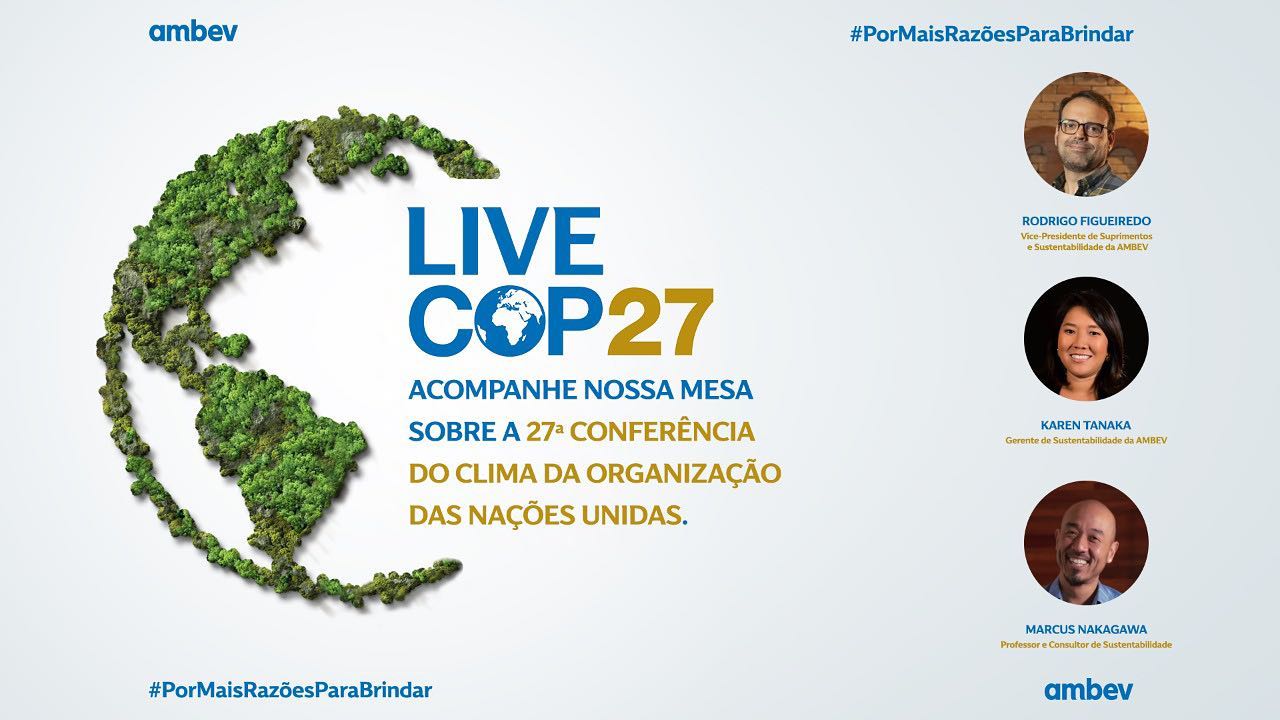 ambev
#PorMaisRazõesParaBrindar
LIVE
COP27
ACOMPANHE NOSSA MESA
SOBRE A 27ª CONFERÊNCIA
DO CLIMA DA ORGANIZAÇÃO
DAS NAÇÕES UNIDAS.
RODRIGO FIGUEIREDO
Vice-Presidente de Suprimentos
e Sustentabilidade da AMBEV
KAREN TANAKA
Gerente de Sustentabilidade da AMBEV
MARCUS NAKAGAWA
Professor e Consultor de Sustentabilidade
#PorMaisRazõesParaBrindar
ambev